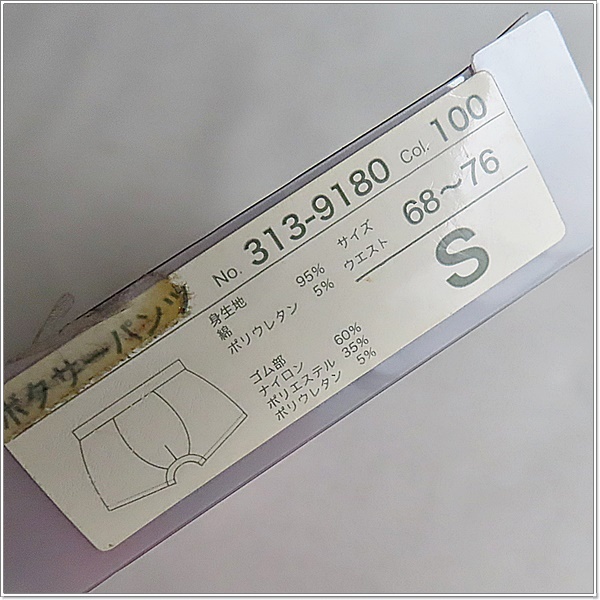 ボクサーパンツ
No. 313-9180 Col. 100
身生地
綿 95%
ポリウレタン 5%
サイズ
ウエスト 68〜76
S
ゴム部
ナイロン 60%
ポリエステル 35%
ポリウレタン 5%